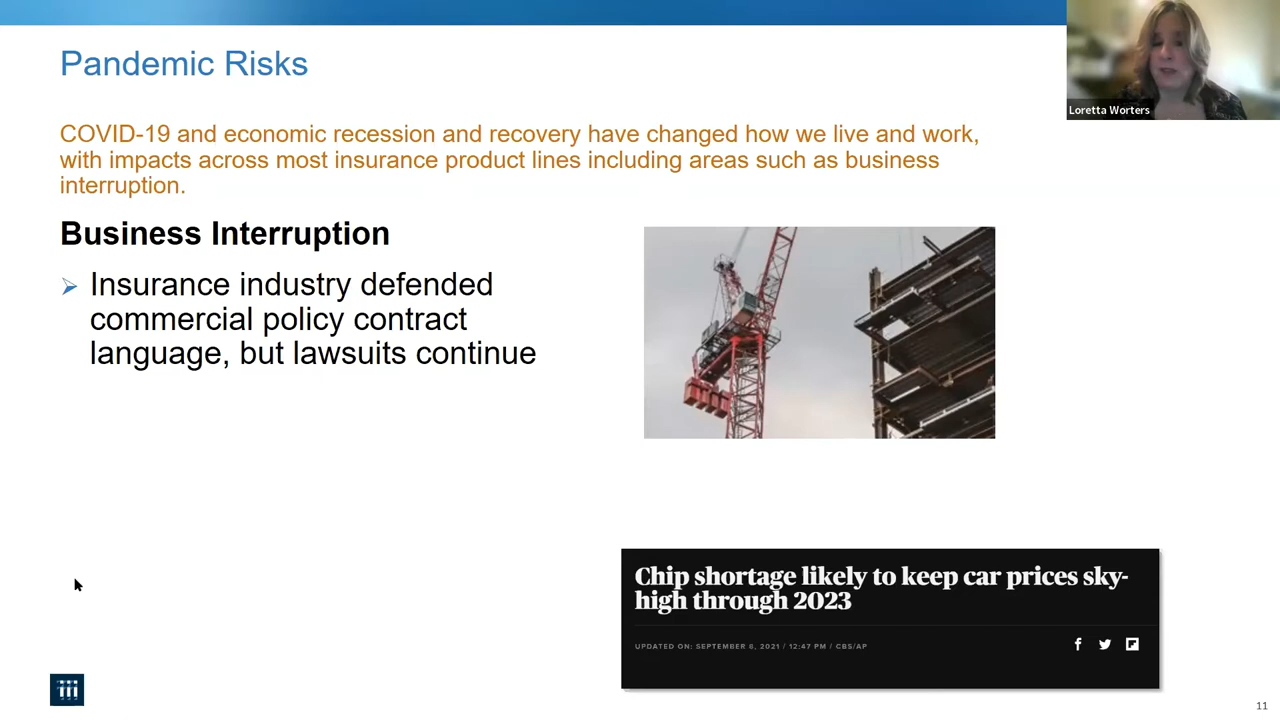 Pandemic Risks
Loretta Worters
COVID-19 and economic recession and recovery have changed how we live and work,
with impacts across most insurance product lines including areas such as business
interruption.
Business Interruption
Insurance industry defended
commercial policy contract
language, but lawsuits continue
Chip shortage likely to keep car prices sky-
high through 2023
UPDATED ON: SEPTEMBER 6, 2021 / 12:47 PM / CBS/AP
iii
11